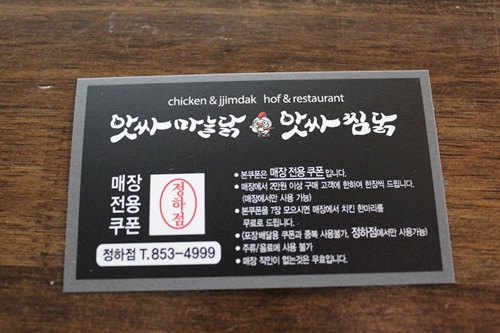 chicken & jjimdak hof & restaurant
앗싸 마늘닭 앗싸 찜닭
매장
전용
쿠폰
정하점
정하점 T.853-4999
• 본쿠폰은 매장 전용 쿠폰입니다.
• 매장에서 2만원 이상 구매 고객에 한하여 한장씩 드립니다.
(매장에서만 사용 가능)
• 본쿠폰을 7장 모으시면 매장에서 치킨 한마리를
무료로 드립니다.
• (포장배달용 쿠폰과 중복 사용불가, 정하점에서만 사용가능)
• 주류/음료에 사용 불가
• 매장 직인이 없는것은 무효입니다.